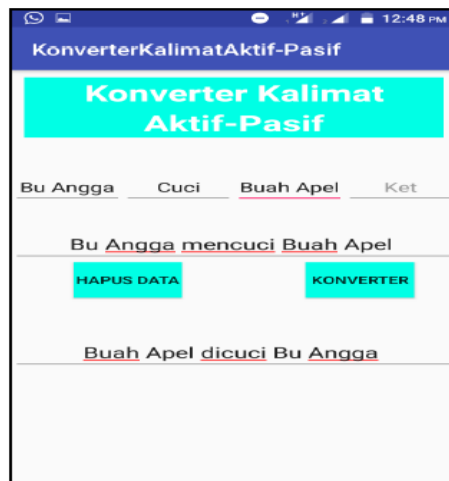 12:48 PM
KonverterKalimatAktif-Pasif
Konverter Kalimat
Aktif-Pasif
Bu Angga Cuci Buah Apel Ket
Bu Angga mencuci Buah Apel
HAPUS DATA KONVERTER
Buah Apel dicuci Bu Angga